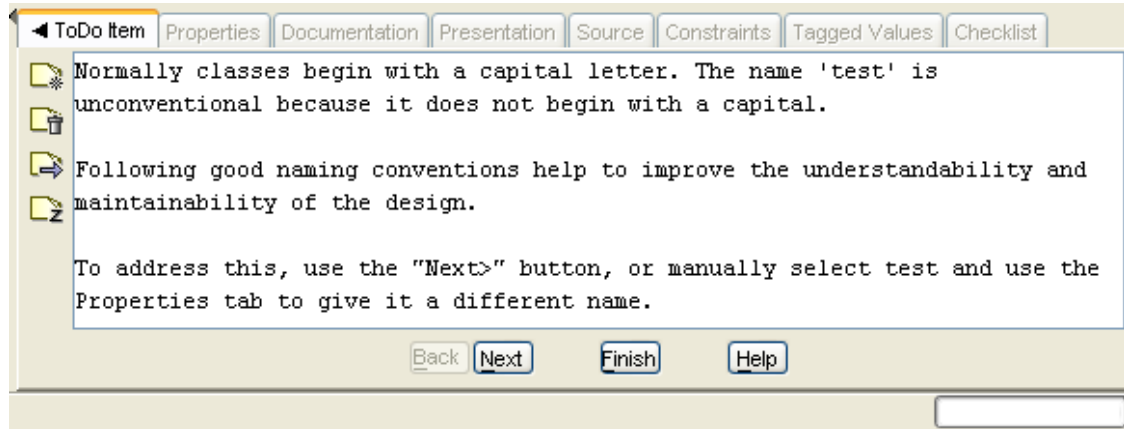 ToDo Item Properties Documentation Presentation Source Constraints Tagged Values Checklist
Normally classes begin with a capital letter. The name 'test' is
unconventional because it does not begin with a capital.
Following good naming conventions help to improve the understandability and
maintainability of the design.
To address this, use the "Next>" button, or manually select test and use the
Properties tab to give it a different name.
Back Next Finish Help